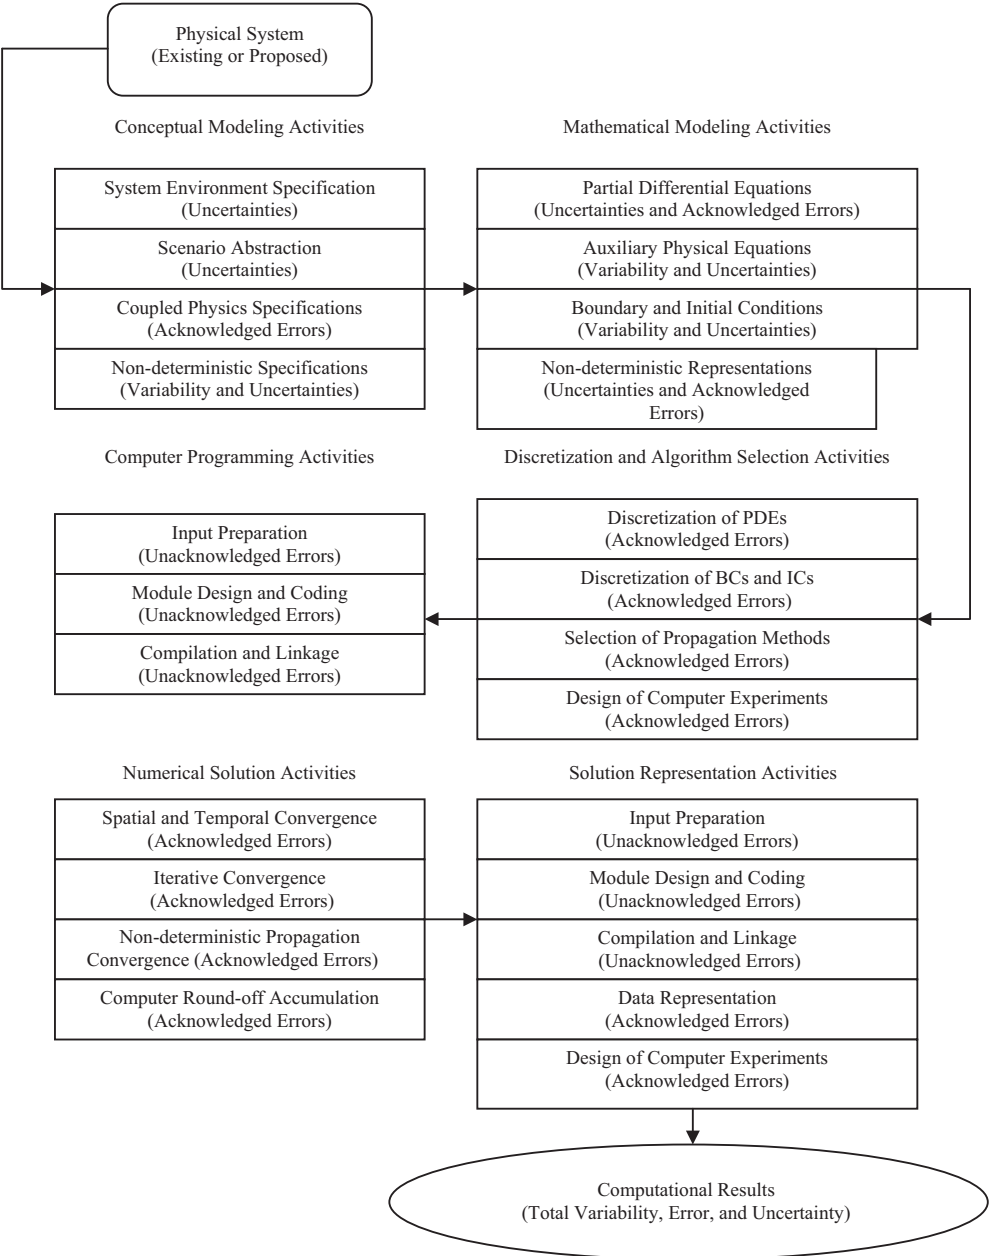 Physical System
(Existing or Proposed)
Conceptual Modeling Activities
System Environment Specification
(Uncertainties)
Scenario Abstraction
(Uncertainties)
Coupled Physics Specifications
(Acknowledged Errors)
Non-deterministic Specifications
(Variability and Uncertainties)
Mathematical Modeling Activities
Partial Differential Equations
(Uncertainties and Acknowledged Errors)
Auxiliary Physical Equations
(Variability and Uncertainties)
Boundary and Initial Conditions
(Variability and Uncertainties)
Non-deterministic Representations
(Uncertainties and Acknowledged
Errors)
Discretization and Algorithm Selection Activities
Discretization of PDEs
(Acknowledged Errors)
Discretization of BCs and ICs
(Acknowledged Errors)
Selection of Propagation Methods
(Acknowledged Errors)
Design of Computer Experiments
(Acknowledged Errors)
Computer Programming Activities
Input Preparation
(Unacknowledged Errors)
Module Design and Coding
(Unacknowledged Errors)
Compilation and Linkage
(Unacknowledged Errors)
Numerical Solution Activities
Spatial and Temporal Convergence
(Acknowledged Errors)
Iterative Convergence
(Acknowledged Errors)
Non-deterministic Propagation
Convergence (Acknowledged Errors)
Computer Round-off Accumulation
(Acknowledged Errors)
Solution Representation Activities
Input Preparation
(Unacknowledged Errors)
Module Design and Coding
(Unacknowledged Errors)
Compilation and Linkage
(Unacknowledged Errors)
Data Representation
(Acknowledged Errors)
Design of Computer Experiments
(Acknowledged Errors)
Computational Results
(Total Variability, Error, and Uncertainty)